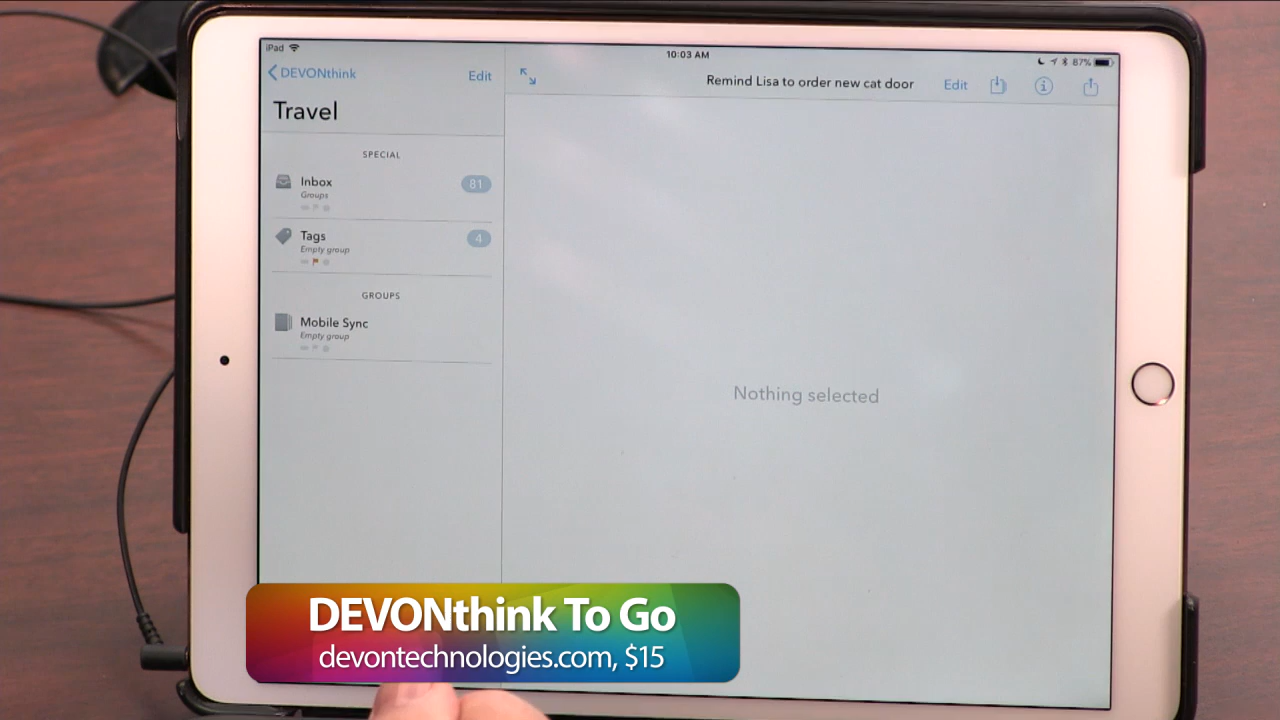 iPad
10:03 AM
87%
DEVONthink
Edit
Remind Lisa to order new cat door
Edit
Travel
SPECIAL
Inbox
81
Groups
Tags
4
Empty group
GROUPS
Mobile Sync
Empty group
Nothing selected
DEVONthink To Go
devontechnologies.com, $15